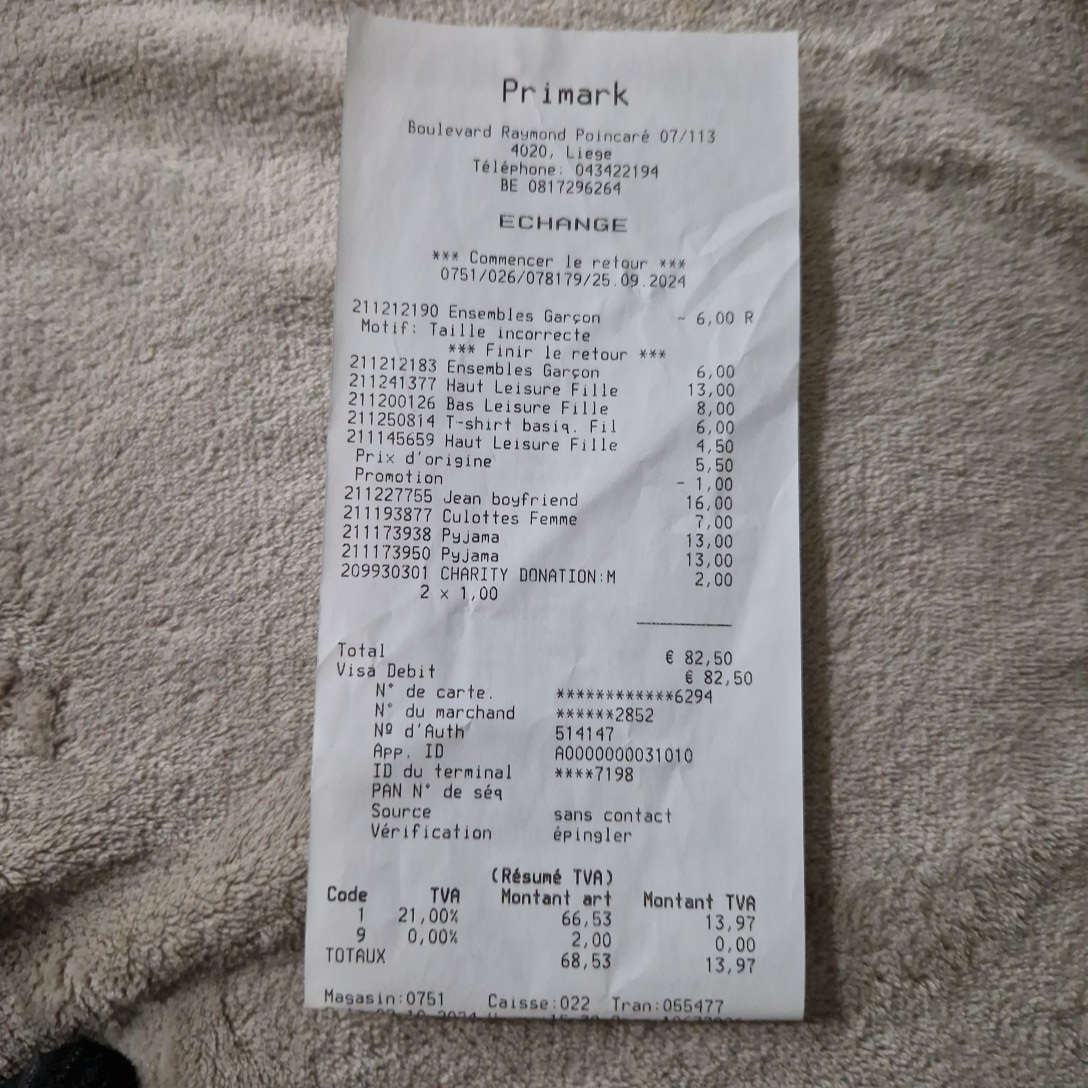 Primark
Boulevard Raymond Poincaré 07/113
4020, Liege
Téléphone: 043422194
BE 0817296264
ECHANGE
*** Commencer le retour ***
0751/026/078179/25.09.2024
211212190 Ensembles Garçon - 6,00 R
Motif: Taille incorrecte
*** Finir le retour ***
211212183 Ensembles Garçon 6,00
211241377 Haut Leisure Fille 13,00
211200126 Bas Leisure Fille 8,00
211250814 T-shirt basiq. Fil 6,00
211145659 Haut Leisure Fille 4,50
Prix d'origine 5,50
Promotion - 1,00
211227755 Jean boyfriend 16,00
211193877 Culottes Femme 7,00
211173938 Pyjama 13,00
211173950 Pyjama 13,00
209930301 CHARITY DONATION:M 2,00
2 x 1,00
Total € 82,50
Visa Debit € 82,50
N° de carte. ************6294
N° du marchand ******2852
Nº d'Auth 514147
App. ID A0000000031010
ID du terminal ****7198
PAN N° de séq
Source sans contact
Vérification épingler
(Résumé TVA)
Code TVA Montant art Montant TVA
1 21,00% 66,53 13,97
9 0,00% 2,00 0,00
TOTAUX 68,53 13,97
Magasin:0751 Caisse:022 Tran:055477